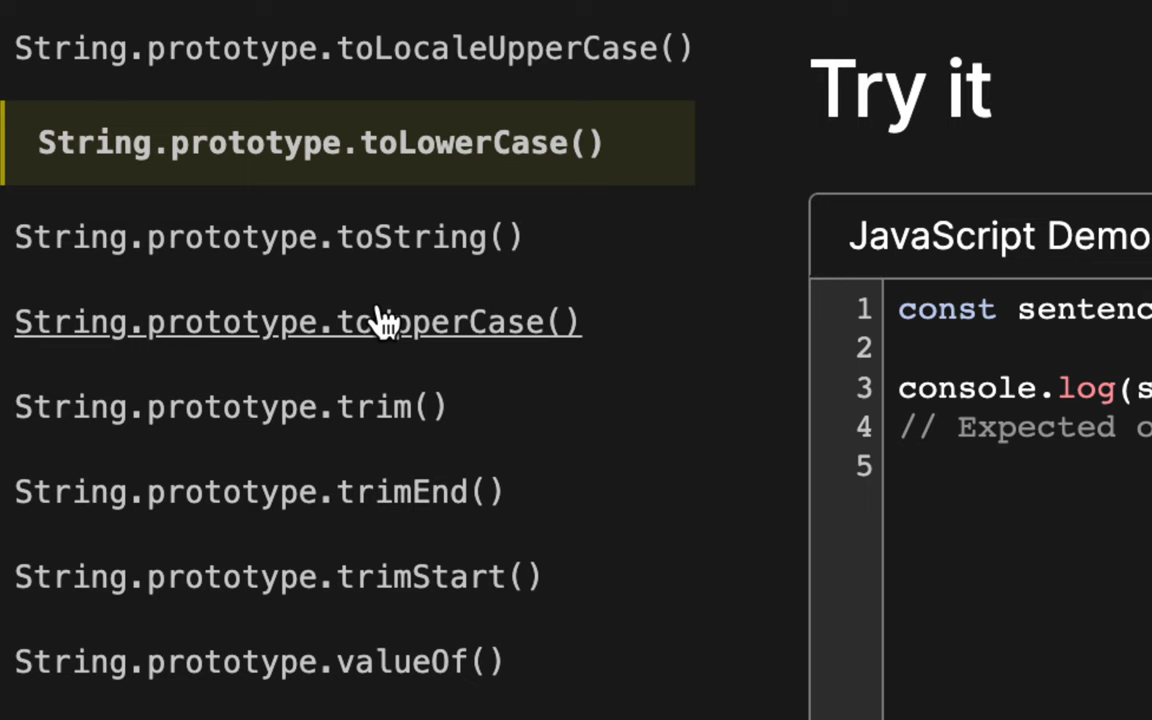 String.prototype.toLocaleUpperCase()
String.prototype.toLowerCase()
String.prototype.toString()
String.prototype.toUpperCase()
String.prototype.trim()
String.prototype.trimEnd()
String.prototype.trimStart()
String.prototype.valueOf()
Try it
JavaScript Demo
1 const sentenc
2
3 console.log(s
4 // Expected o
5